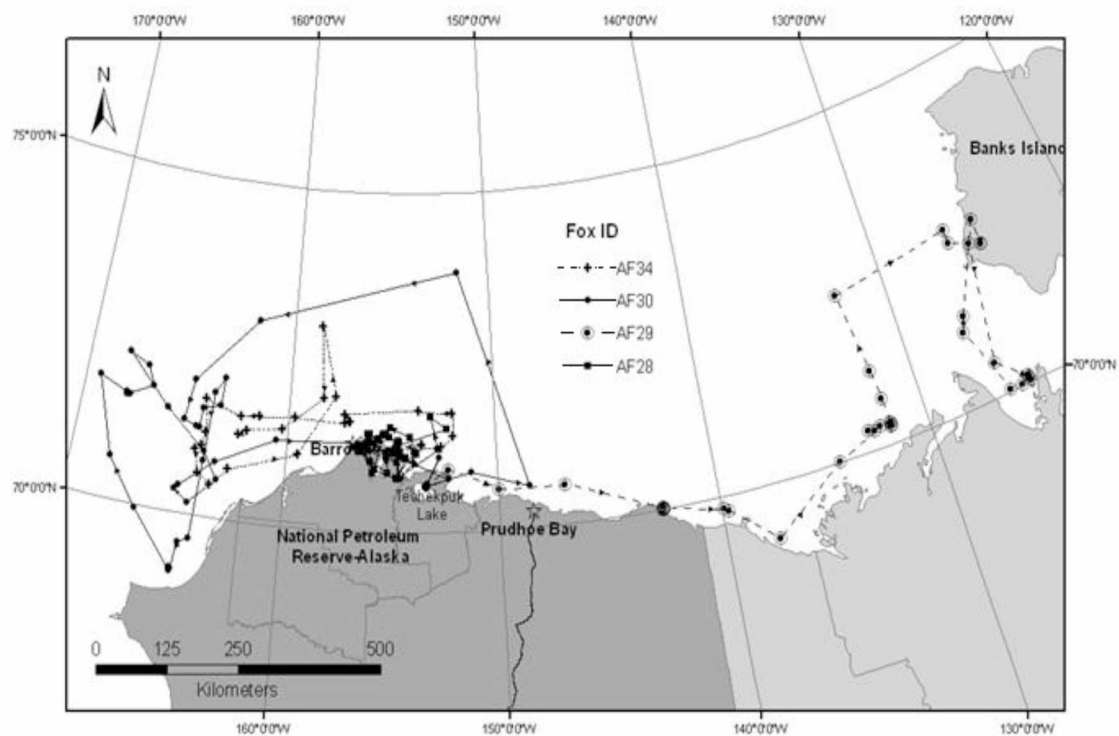 170°0'0"W 160°0'0"W 150°0'0"W 140°0'0"W 130°0'0"W 120°0'0"W
N
75°0'0"N
Banks Island
Fox ID
AF34
AF30
AF29
AF28
70°0'0"N
Barro
70°0'0"N
Teshekpuk
Lake
Prudhoe Bay
National Petroleum
Reserve-Alaska
0 125 250 500
Kilometers
160°0'0"W 150°0'0"W 140°0'0"W 130°0'0"W